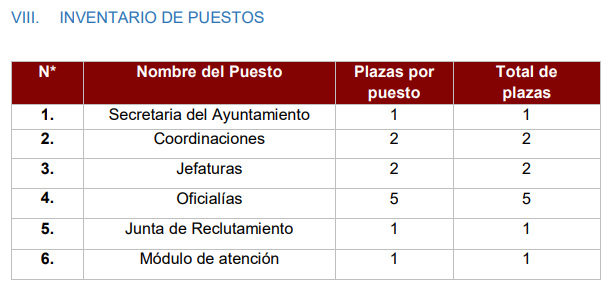 VIII. INVENTARIO DE PUESTOS
N* Nombre del Puesto Plazas por puesto Total de plazas
1. Secretaria del Ayuntamiento 1 1
2. Coordinaciones 2 2
3. Jefaturas 2 2
4. Oficialías 5 5
5. Junta de Reclutamiento 1 1
6. Módulo de atención 1 1